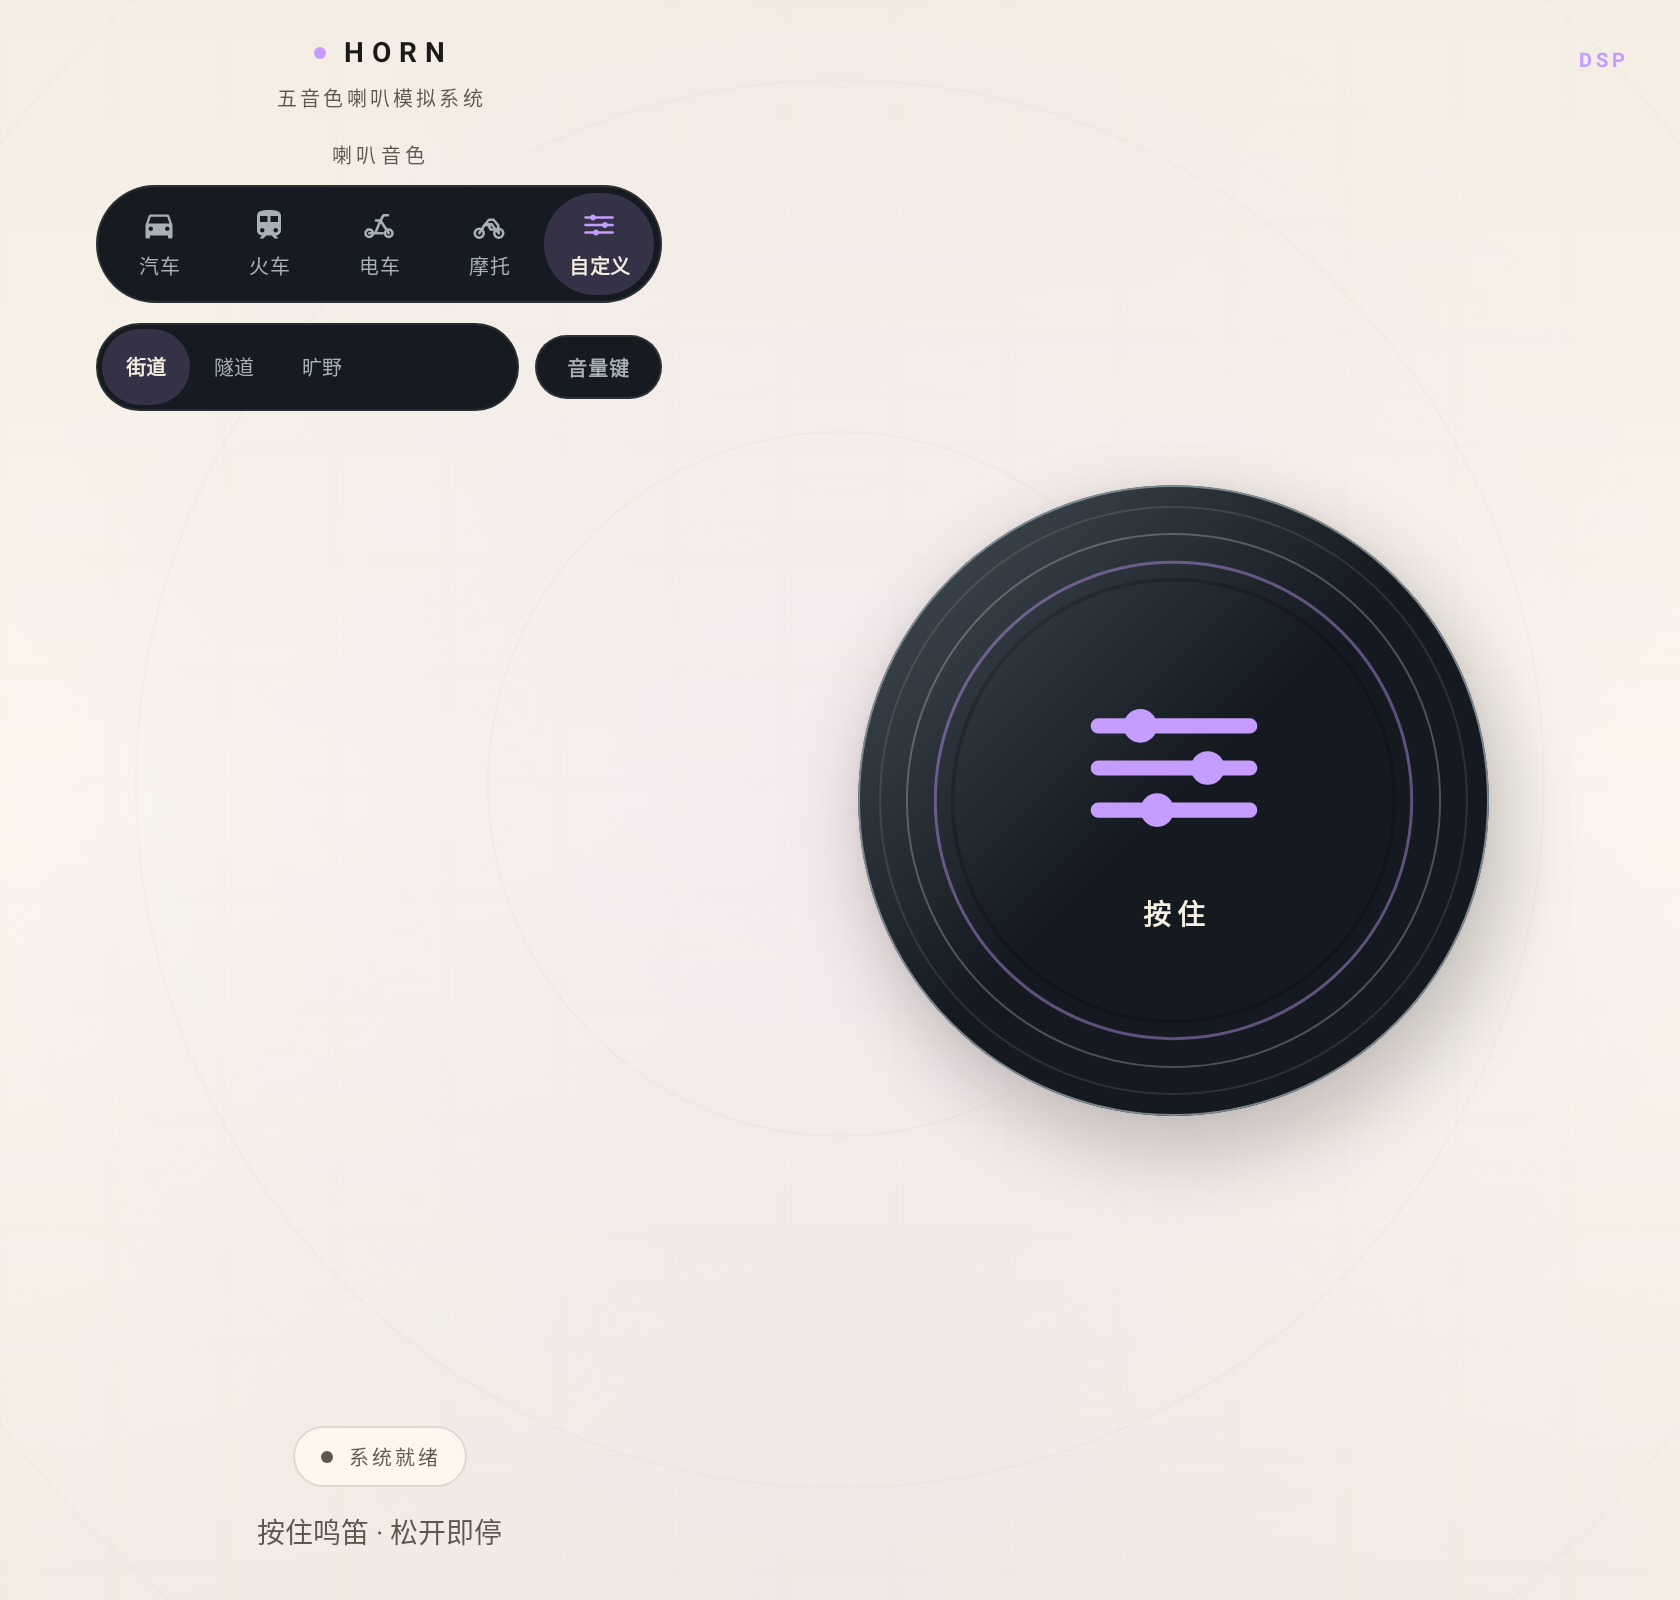 HORN
DSP
五音色喇叭模拟系统
喇叭音色
汽车 火车 电车 摩托 自定义
街道 隧道 旷野 音量键
按住
系统就绪
按住鸣笛 · 松开即停